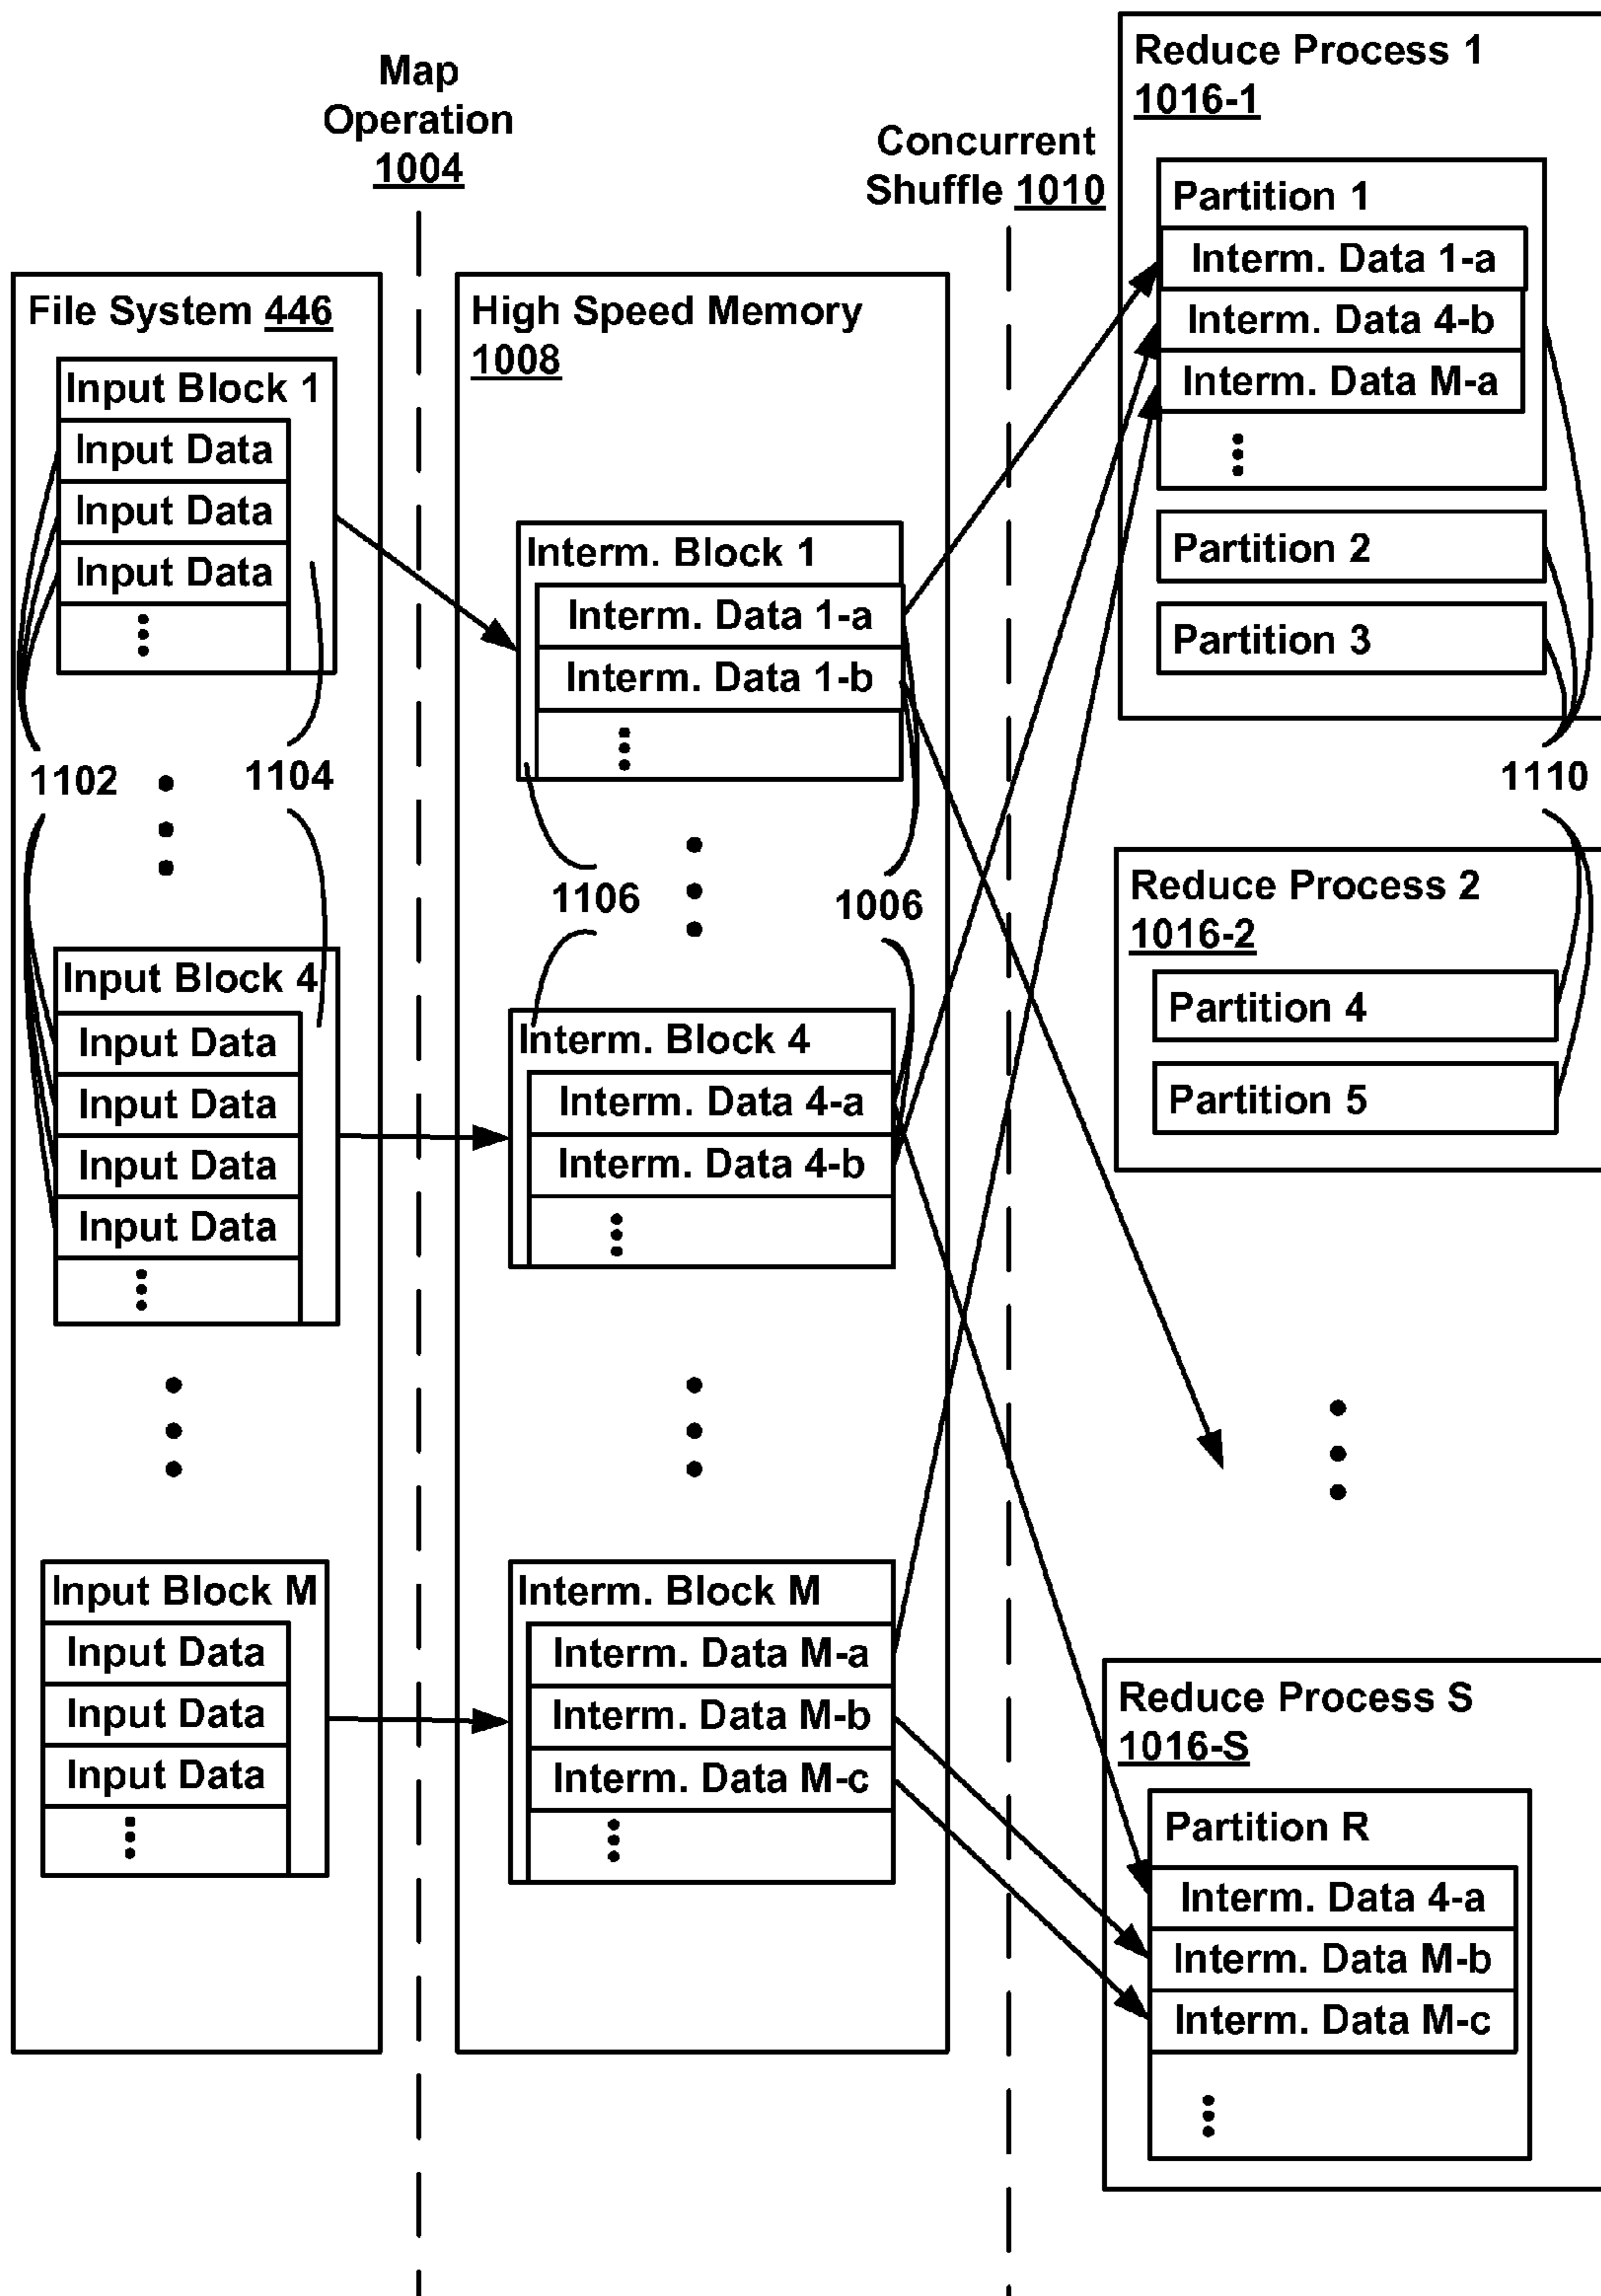 Map
Operation
1004
Concurrent
Shuffle 1010
File System 446
Input Block 1
Input Data
Input Data
Input Data
1102
1104
Input Block 4
Input Data
Input Data
Input Data
Input Data
Input Block M
Input Data
Input Data
Input Data
High Speed Memory
1008
Interm. Block 1
Interm. Data 1-a
Interm. Data 1-b
1106
1006
Interm. Block 4
Interm. Data 4-a
Interm. Data 4-b
Interm. Block M
Interm. Data M-a
Interm. Data M-b
Interm. Data M-c
Reduce Process 1
1016-1
Partition 1
Interm. Data 1-a
Interm. Data 4-b
Interm. Data M-a
Partition 2
Partition 3
1110
Reduce Process 2
1016-2
Partition 4
Partition 5
Reduce Process S
1016-S
Partition R
Interm. Data 4-a
Interm. Data M-b
Interm. Data M-c